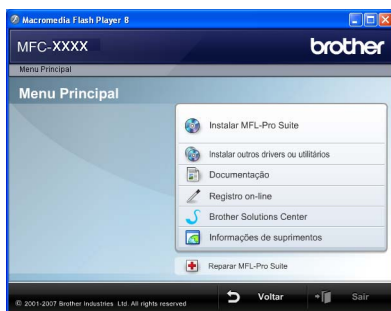 Macromedia Flash Player 8
MFC-XXXX
brother
Menu Principal
Menu Principal
Instalar MFL-Pro Suite
Instalar outros drivers ou utilitários
Documentação
Registro on-line
Brother Solutions Center
Informações de suprimentos
Reparar MFL-Pro Suite
© 2001-2007 Brother Industries Ltd. All rights reserved
Voltar
Sair